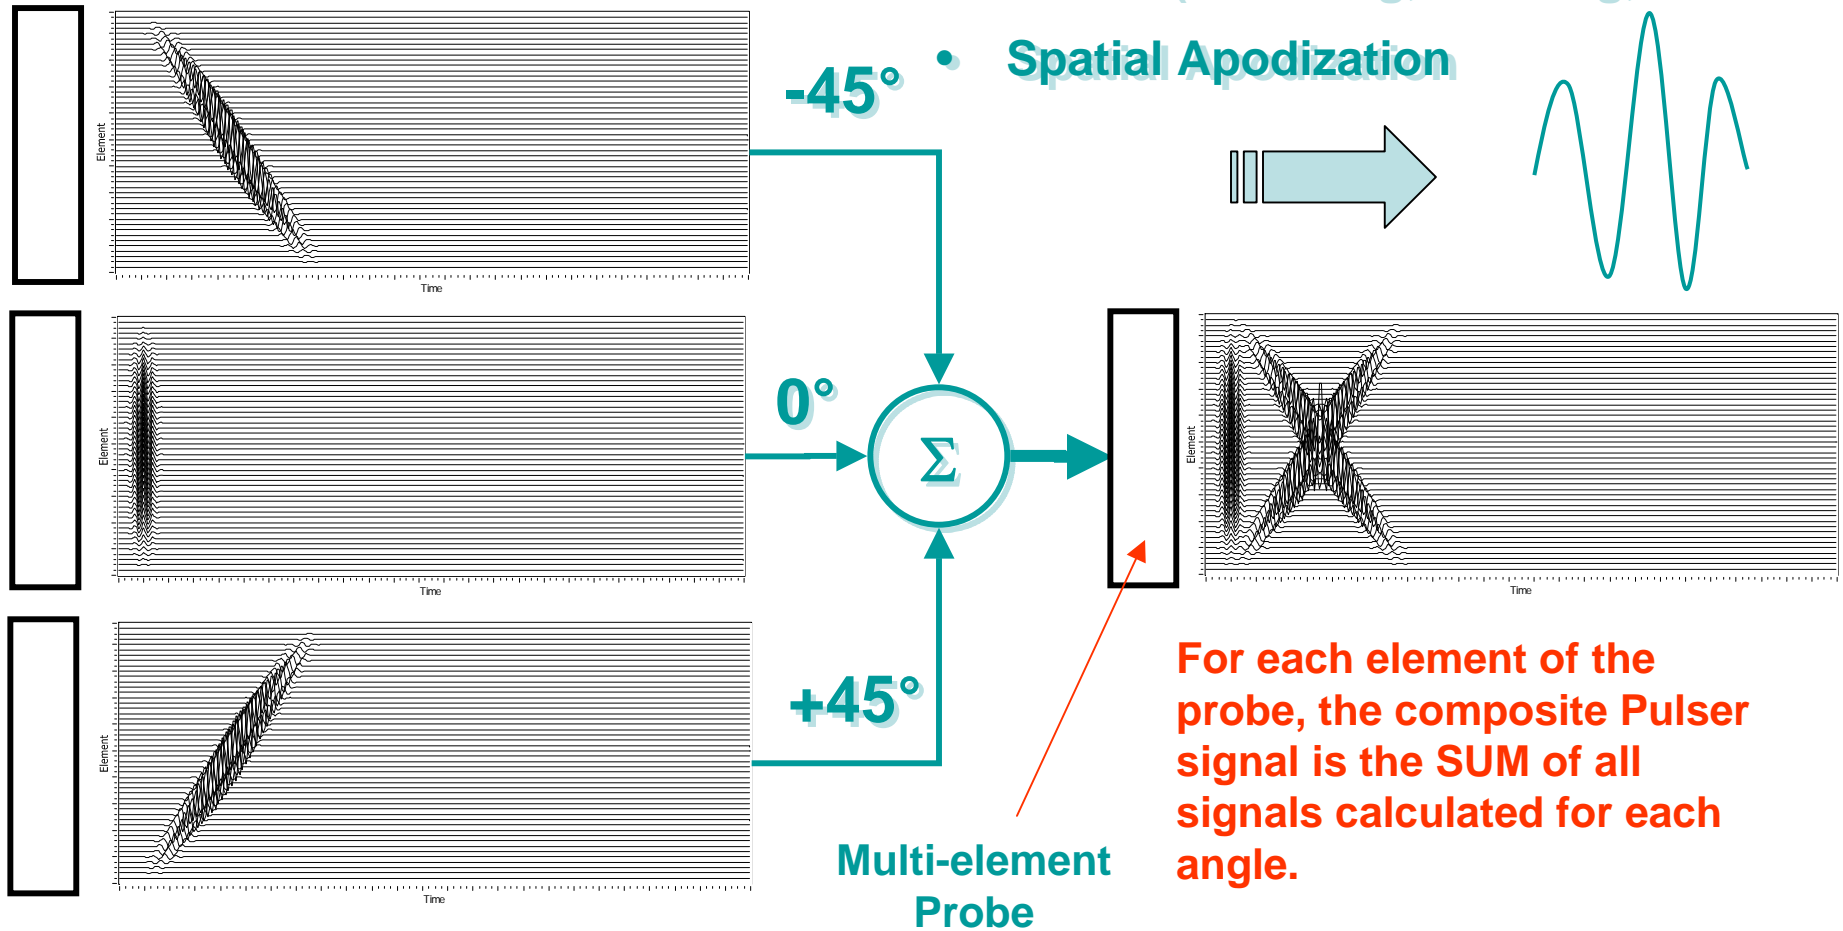 • Spatial Apodization
-45°
Element
Time
0°
Element
Time
Σ
Element
Time
+45°
Element
Time
Multi-element
Probe
For each element of the
probe, the composite Pulser
signal is the SUM of all
signals calculated for each
angle.